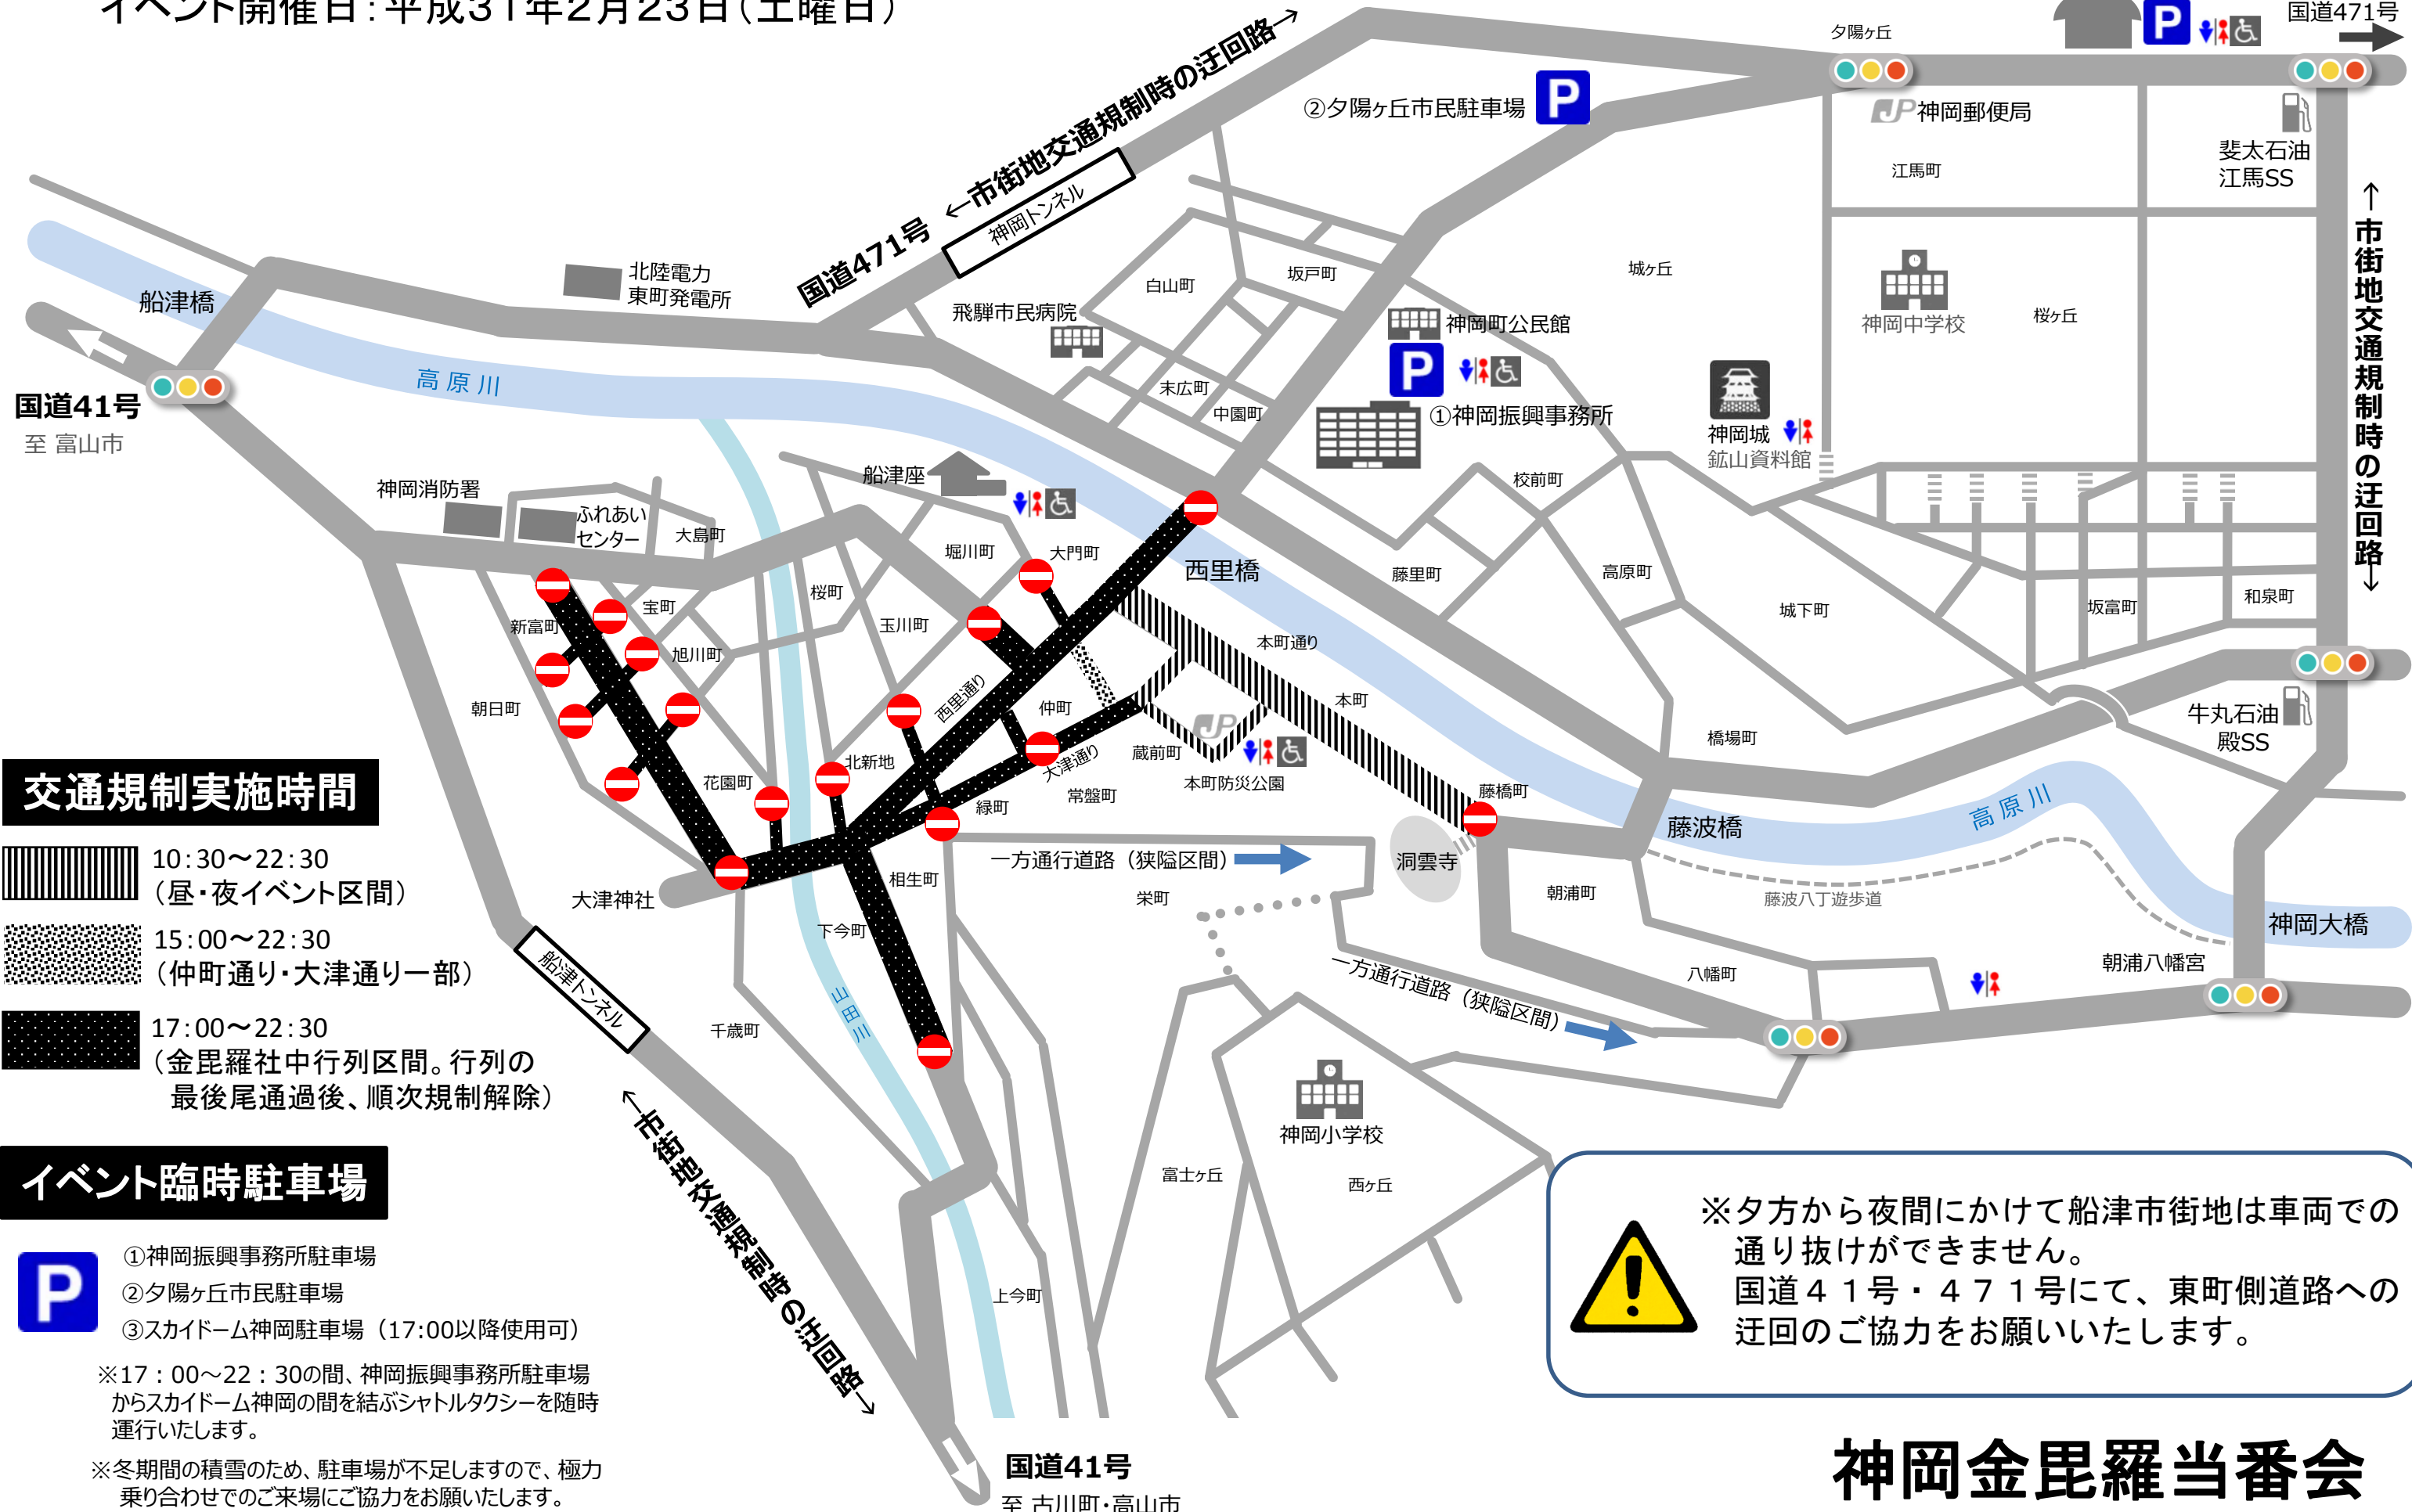 イベント開催日：平成31年2月23日（土曜日）
国道471号
夕陽ヶ丘
P
②夕陽ヶ丘市民駐車場
P
JP神岡郵便局
斐太石油
江馬SS
江馬町
←市街地交通規制時の迂回路→
国道471号
神岡トンネル
←市街地交通規制時の迂回路→
北陸電力
東町発電所
船津橋
高原川
国道41号
至 富山市
飛騨市民病院
白山町
坂戸町
城ヶ丘
神岡町公民館
P
①神岡振興事務所
神岡中学校
桜ヶ丘
末広町
中園町
神岡城
鉱山資料館
校前町
船津座
神岡消防署
ふれあい
センター
大島町
堀川町
大門町
西里橋
藤里町
高原町
城下町
坂富町
和泉町
桜町
宝町
新富町
玉川町
旭川町
本町通り
本町
朝日町
西里通り
仲町
JP
蔵前町
大津通り
本町防災公園
橋場町
牛丸石油
殿SS
花園町
北新地
緑町
常盤町
藤橋町
藤波橋
高原川
交通規制実施時間
10：30～22：30
（昼・夜イベント区間）
15：00～22：30
（仲町通り・大津通り一部）
17：00～22：30
（金毘羅社中行列区間。行列の
最後尾通過後、順次規制解除）
一方通行道路（狭隘区間）
洞雲寺
相生町
大津神社
栄町
朝浦町
藤波八丁遊歩道
神岡大橋
下今町
船津トンネル
山田川
千歳町
一方通行道路（狭隘区間）
八幡町
朝浦八幡宮
←市街地交通規制時の迂回路→
神岡小学校
富士ヶ丘
西ヶ丘
上今町
イベント臨時駐車場
P
①神岡振興事務所駐車場
②夕陽ヶ丘市民駐車場
③スカイドーム神岡駐車場（17:00以降使用可）
※17：00～22：30の間、神岡振興事務所駐車場
からスカイドーム神岡の間を結ぶシャトルタクシーを随時
運行いたします。
※冬期間の積雪のため、駐車場が不足しますので、極力
乗り合わせでのご来場にご協力をお願いたします。
※夕方から夜間にかけて船津市街地は車両での
通り抜けができません。
国道４１号・４７１号にて、東町側道路への
迂回のご協力をお願いいたします。
国道41号
至 古川町・高山市
神岡金毘羅当番会